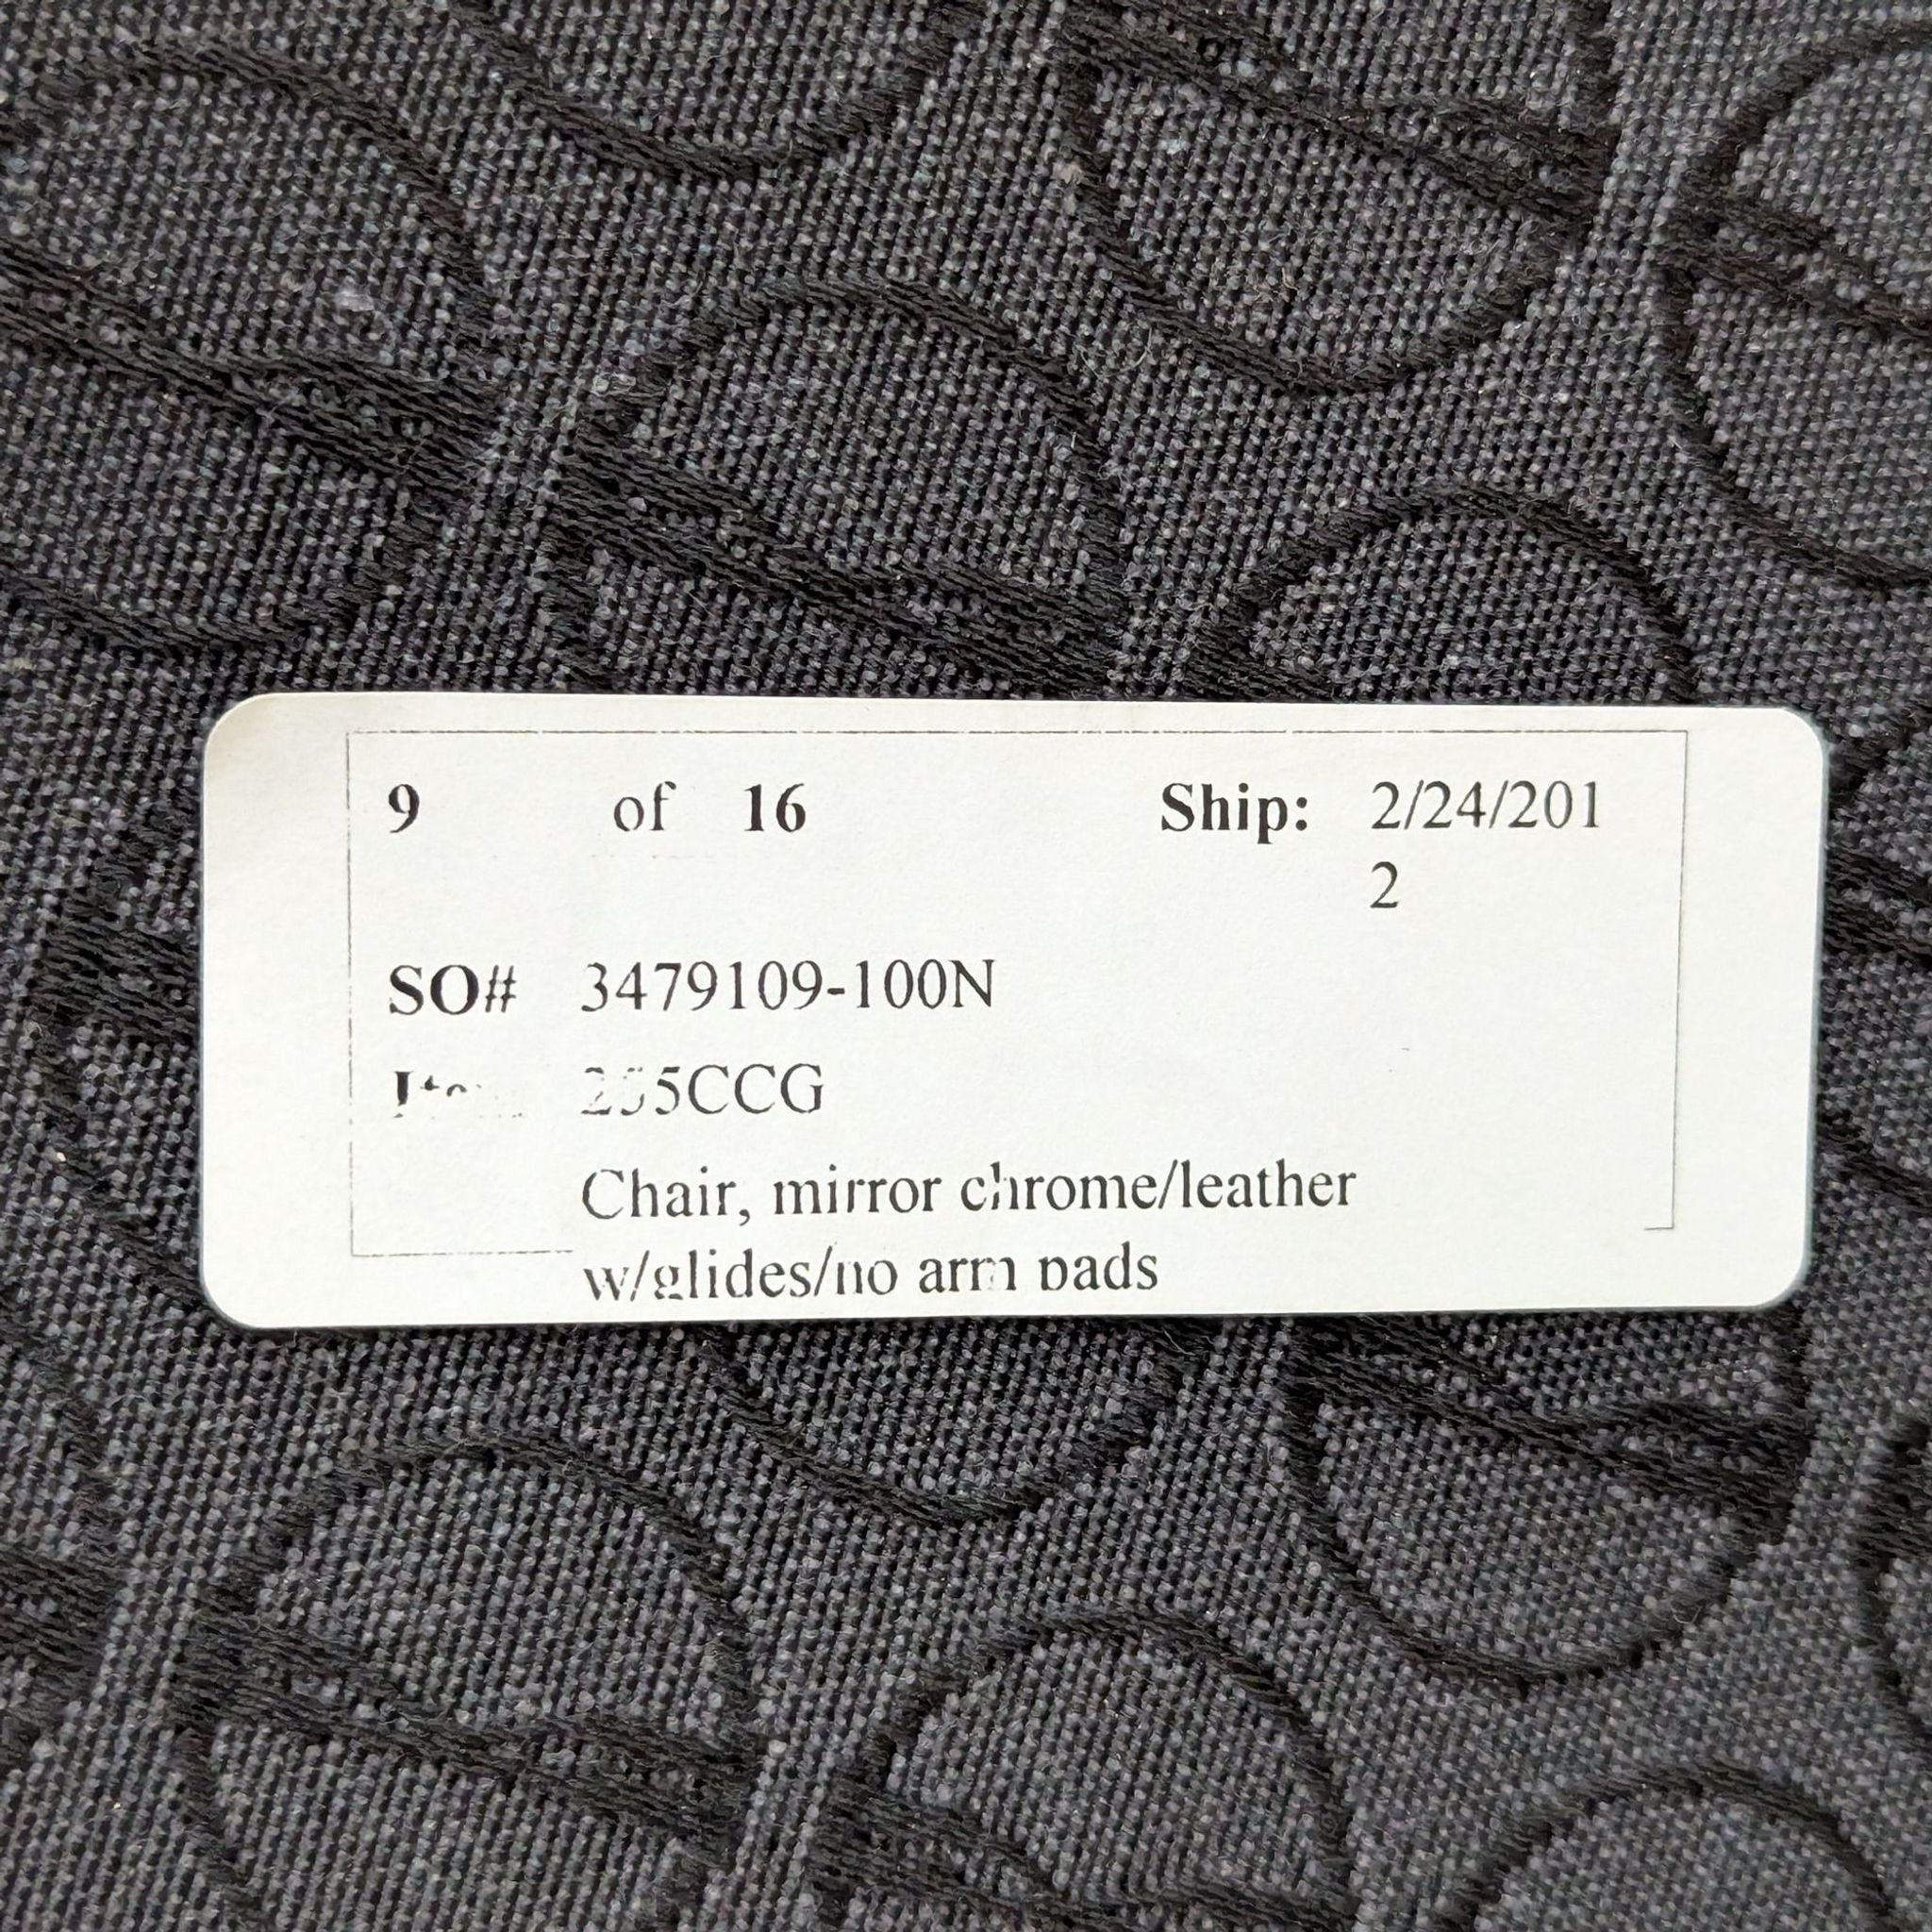 9 of 16 Ship: 2/24/201
2
SO# 3479109-100N
Chair, mirror chrome/leather
w/glides/no arm pads